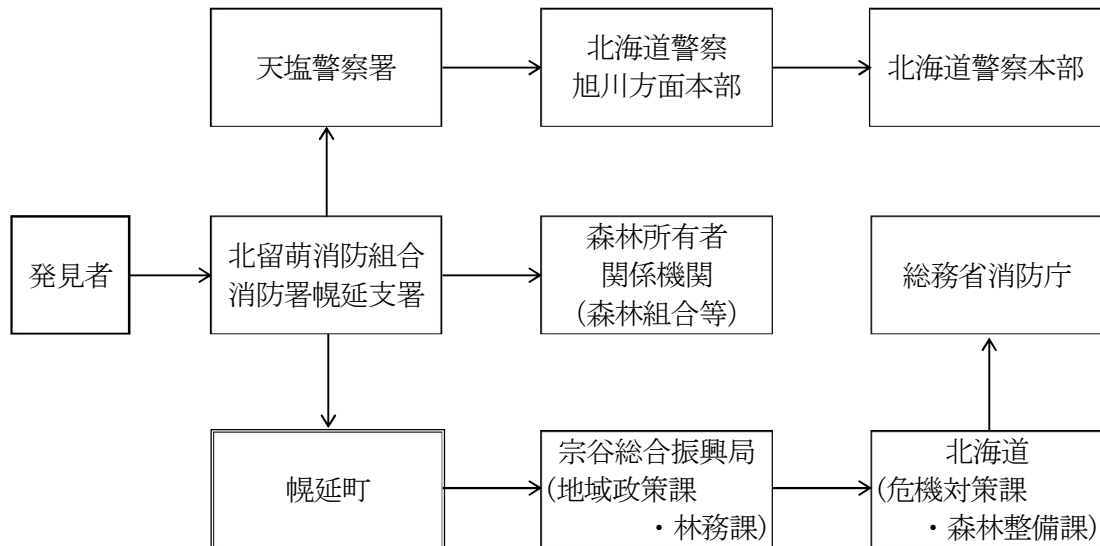 天塩警察署
北海道警察
旭川方面本部
北海道警察本部
発見者
北留萌消防組合
消防署幌延支署
森林所有者
関係機関
(森林組合等)
総務省消防庁
幌延町
宗谷総合振興局
(地域政策課
・林務課)
北海道
(危機対策課
・森林整備課)